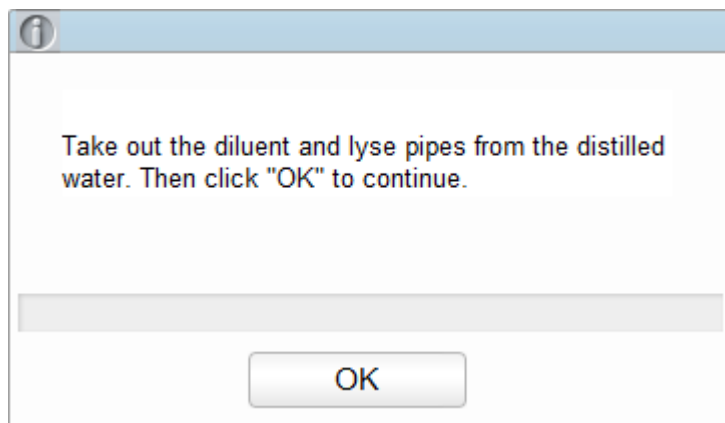 Take out the diluent and lyse pipes from the distilled
water. Then click "OK" to continue.
OK